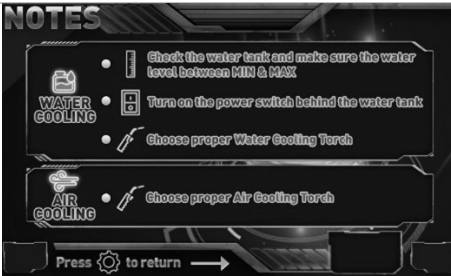 NOTES
Check the water tank and make sure the water
level between MIN & MAX
WATER
COOLING
Turn on the power switch behind the water tank
Choose proper Water Cooling Torch
AIR
COOLING
Choose proper Air Cooling Torch
Press to return